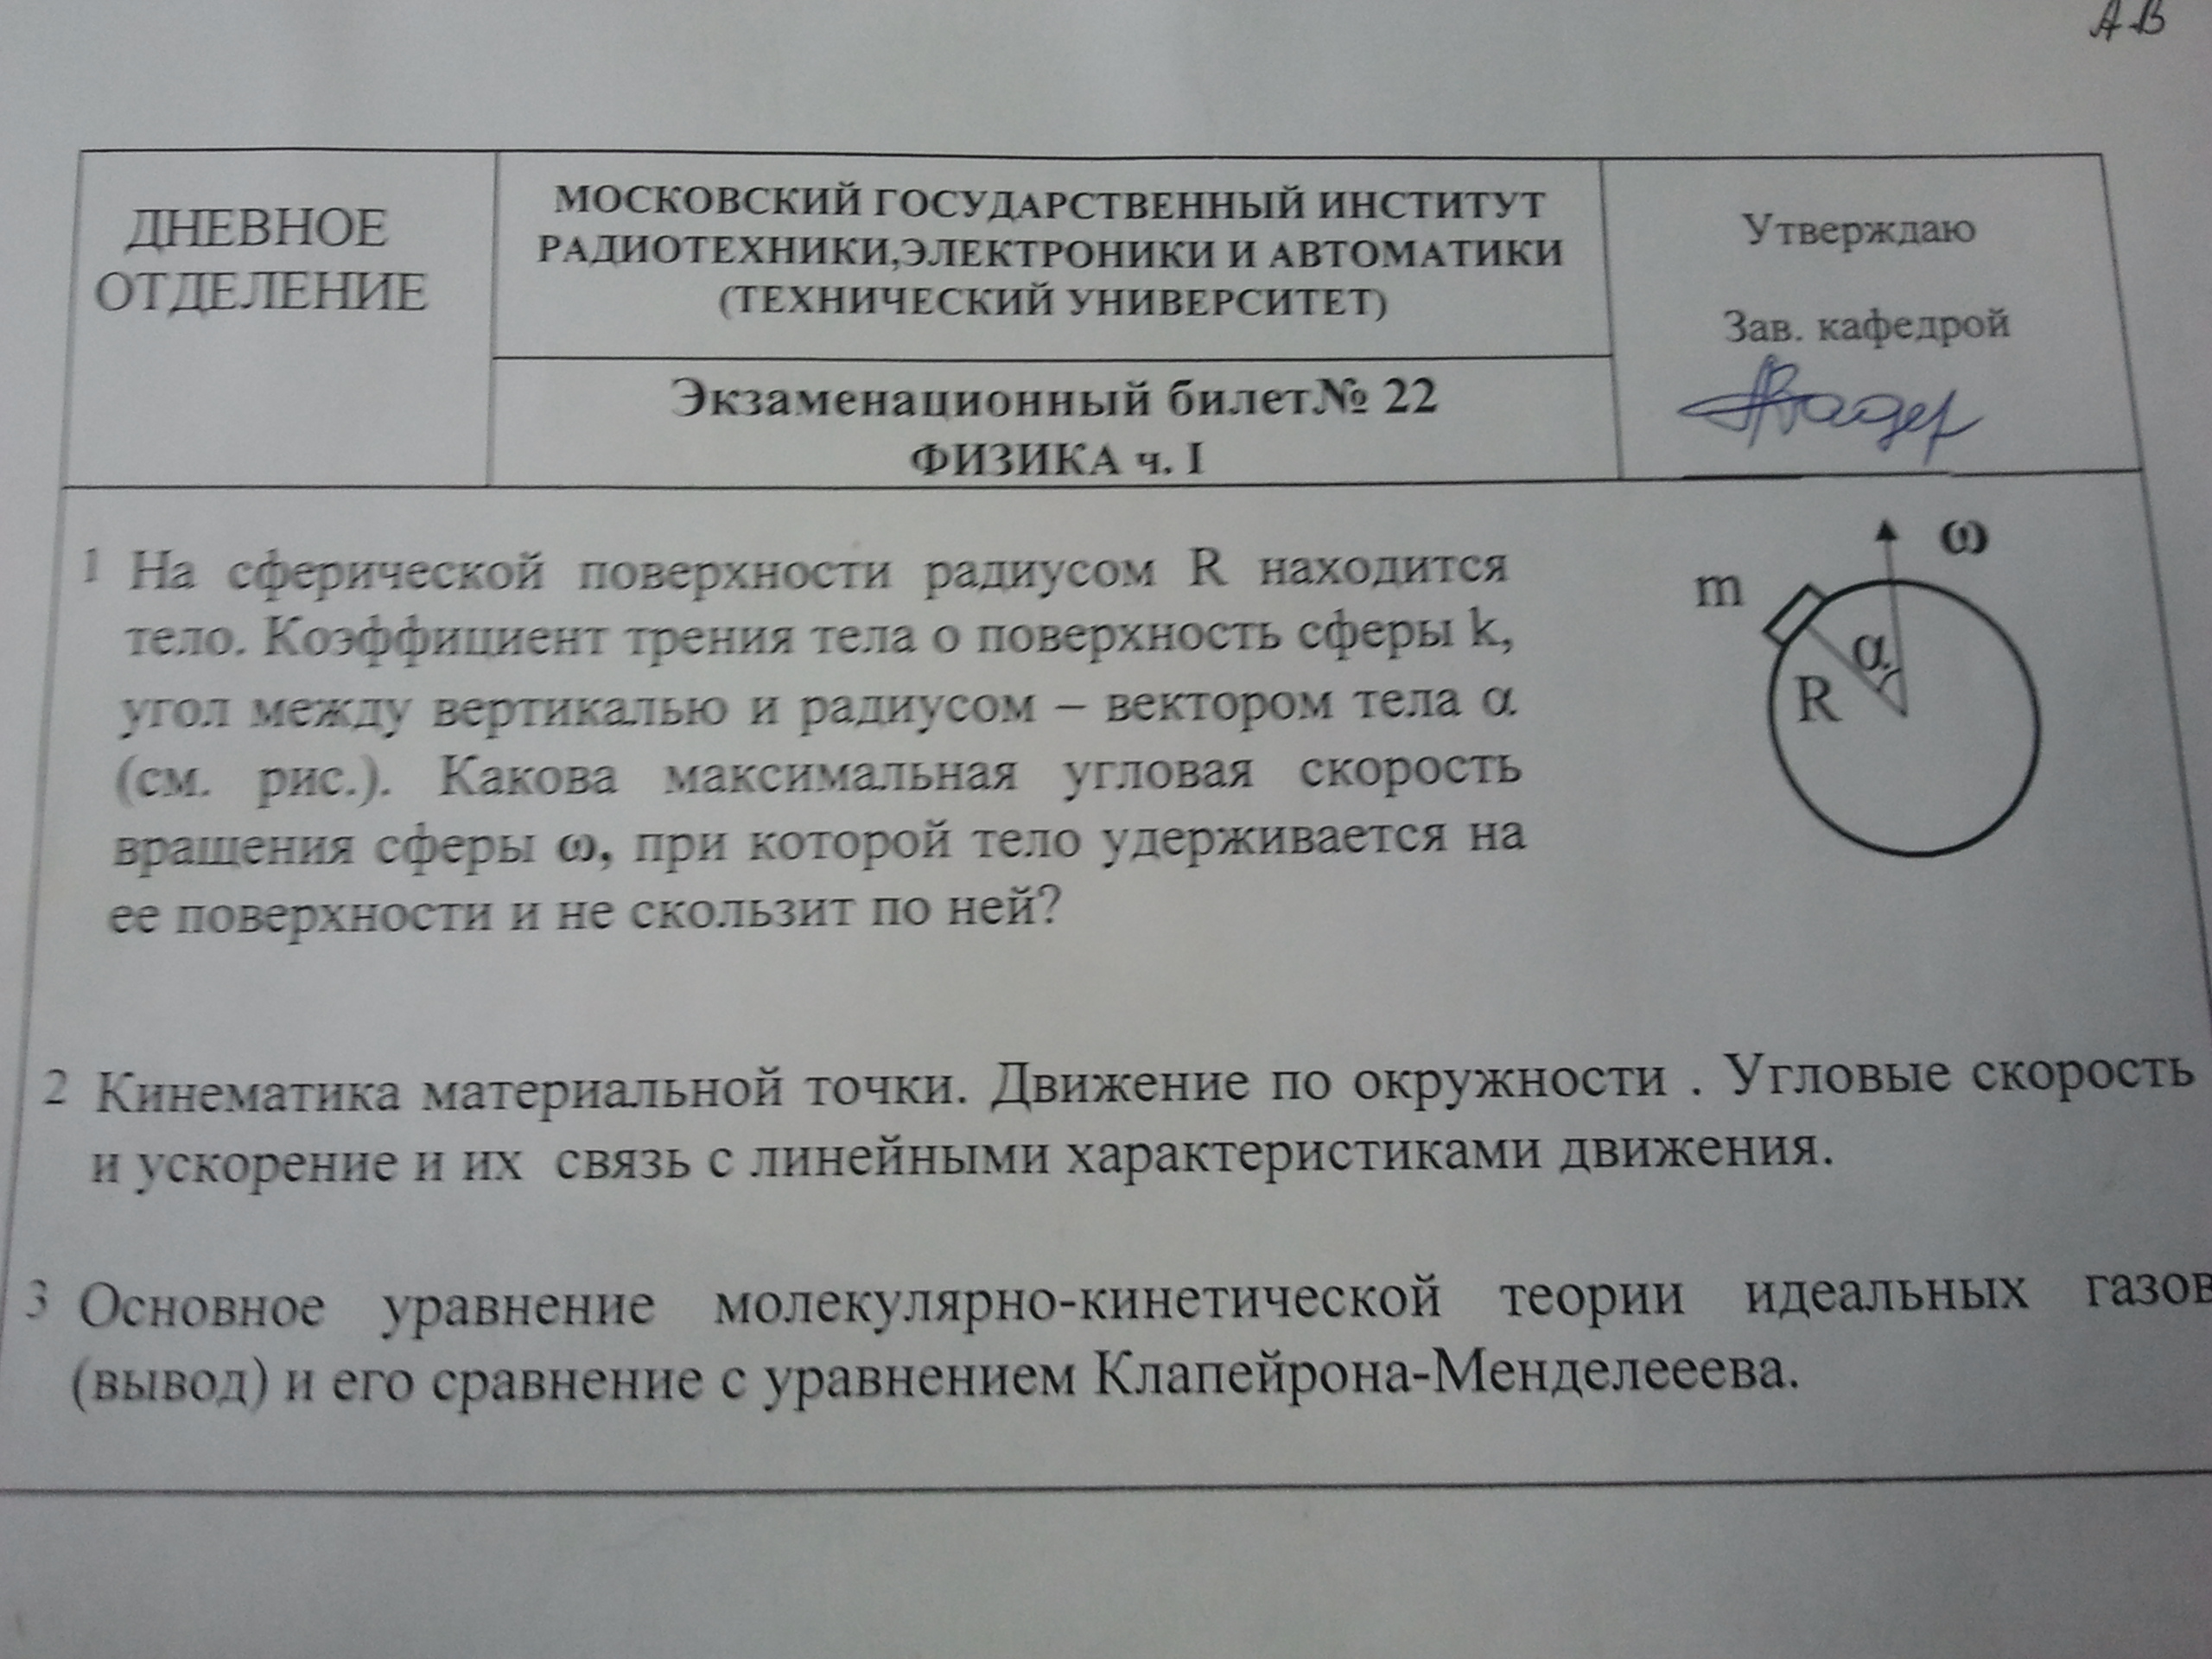 АВ
ДНЕВНОЕ
ОТДЕЛЕНИЕ
МОСКОВСКИЙ ГОСУДАРСТВЕННЫЙ ИНСТИТУТ
РАДИОТЕХНИКИ,ЭЛЕКТРОНИКИ И АВТОМАТИКИ
(ТЕХНИЧЕСКИЙ УНИВЕРСИТЕТ)
Экзаменационный билет№ 22
ФИЗИКА ч. I
Утверждаю
Зав. кафедрой
1 На сферической поверхности радиусом R находится
тело. Коэффициент трения тела о поверхность сферы k,
угол между вертикалью и радиусом – вектором тела α
(см. рис.). Какова максимальная угловая скорость
вращения сферы ω, при которой тело удерживается на
ее поверхности и не скользит по ней?
ω
m
α
R
2 Кинематика материальной точки. Движение по окружности . Угловые скорость
и ускорение и их связь с линейными характеристиками движения.
3 Основное уравнение молекулярно-кинетической теории идеальных газов
(вывод) и его сравнение с уравнением Клапейрона-Менделееева.